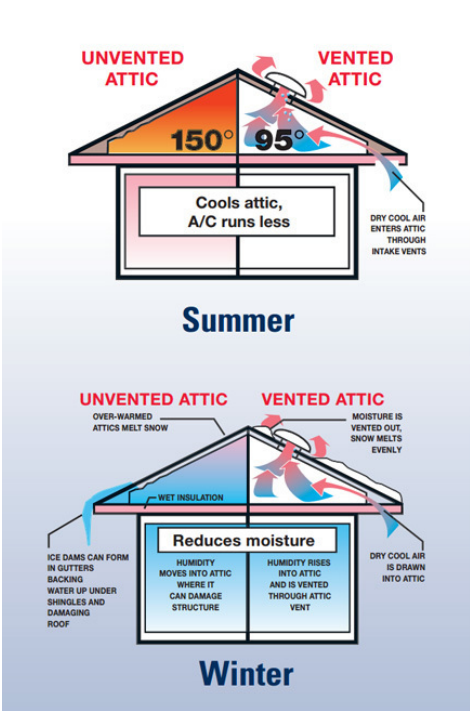 UNVENTED
ATTIC
VENTED
ATTIC
150°
95°
Cools attic,
A/C runs less
DRY COOL AIR
ENTERS ATTIC
THROUGH
INTAKE VENTS
Summer
UNVENTED ATTIC
VENTED ATTIC
OVER-WARMED
ATTICS MELT SNOW
MOISTURE IS
VENTED OUT,
SNOW MELTS
EVENLY
WET INSULATION
Reduces moisture
ICE DAMS CAN FORM
IN GUTTERS
BACKING
WATER UP UNDER
SHINGLES AND
DAMAGING
ROOF
HUMIDITY
MOVES INTO ATTIC
WHERE IT
CAN DAMAGE
STRUCTURE
HUMIDITY RISES
INTO ATTIC
AND IS VENTED
THROUGH ATTIC
VENT
DRY COOL AIR
IS DRAWN
INTO ATTIC
Winter